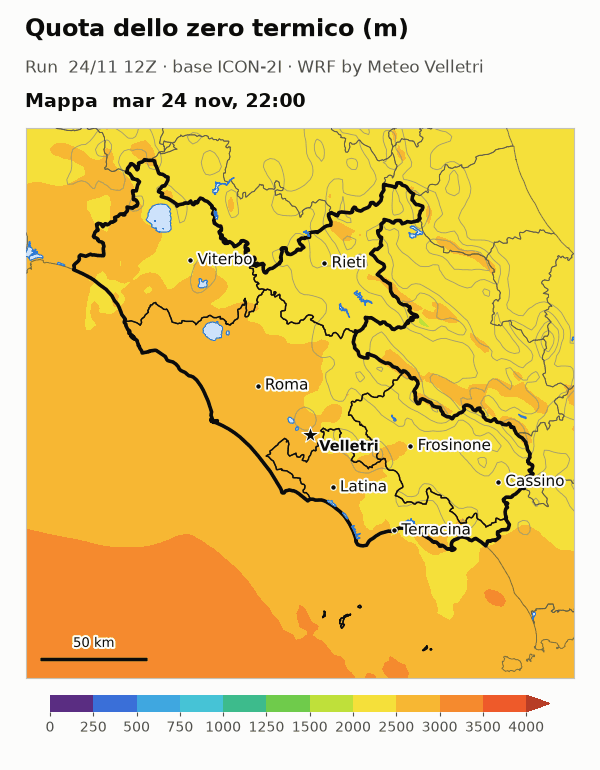 Quota dello zero termico (m)
Run  24/11 12Z · base ICON-2I · WRF by Meteo Velletri
Mappa  mar 24 nov, 22:00
Viterbo
Rieti
Roma
Velletri
Frosinone
Cassino
Latina
Terracina
50 km
0 250 500 750 1000 1250 1500 2000 2500 3000 3500 4000